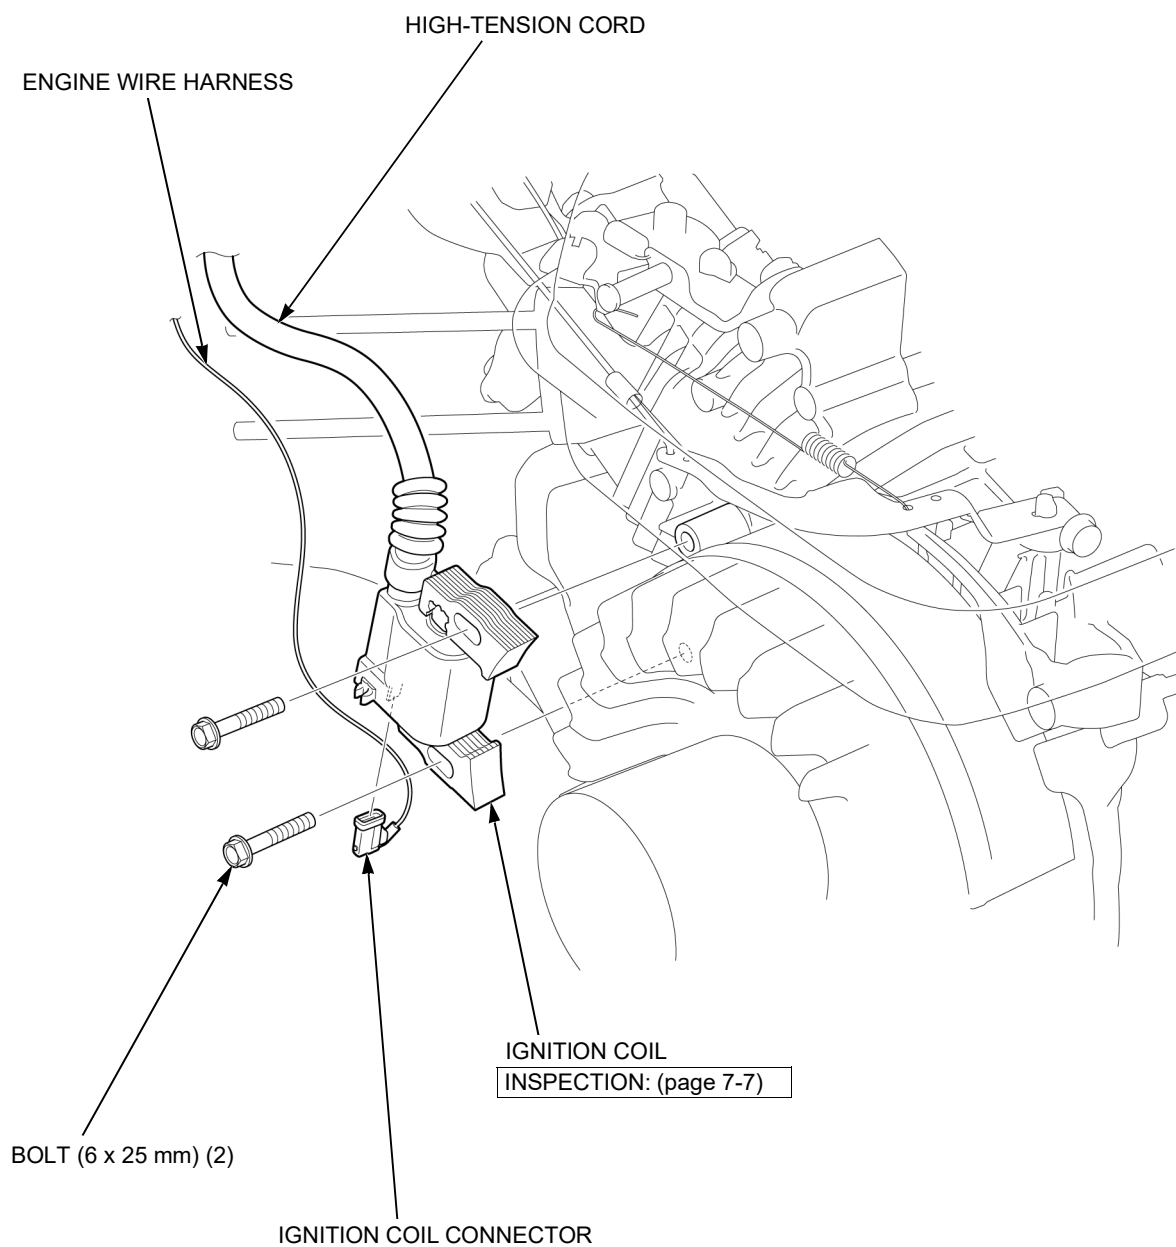 HIGH-TENSION CORD
ENGINE WIRE HARNESS
IGNITION COIL
INSPECTION: (page 7-7)
BOLT (6 x 25 mm) (2)
IGNITION COIL CONNECTOR